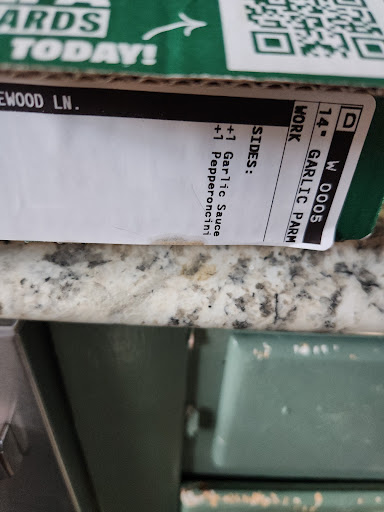 ARDS
TODAY!
EWOOD LN.
D W 0005
14" GARLIC PARM
WORK
SIDES:
+1 Garlic Sauce
+1 Pepperoncini